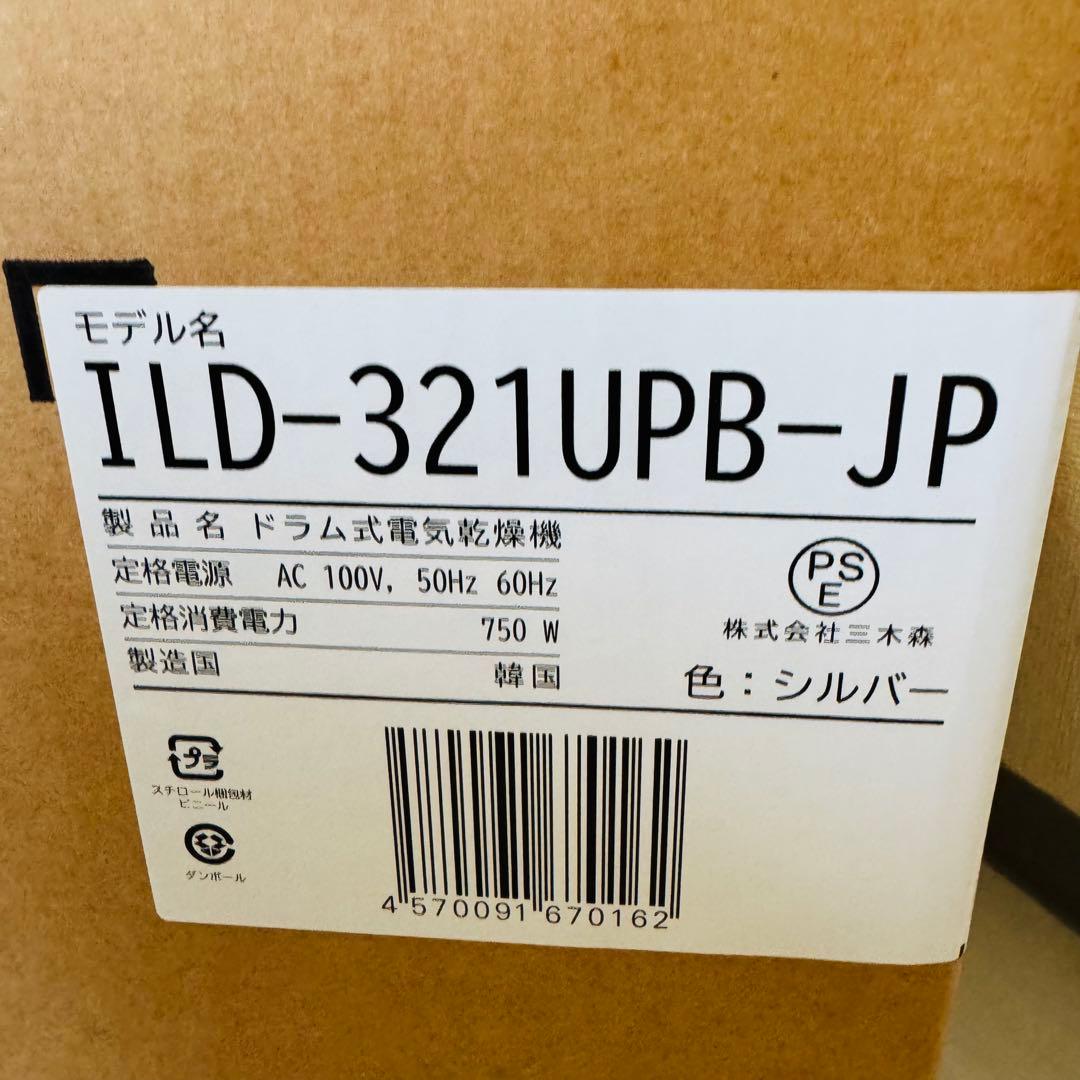 モデル名
ILD-321UPB-JP
製品名 ドラム式電気乾燥機
定格電源 AC 100V, 50Hz 60Hz
定格消費電力 750 W
製造国 韓国
PS
E
株式会社三木森
色：シルバー
プラ
スチロール梱包材
ビニール
ダンボール
4 570091 670162